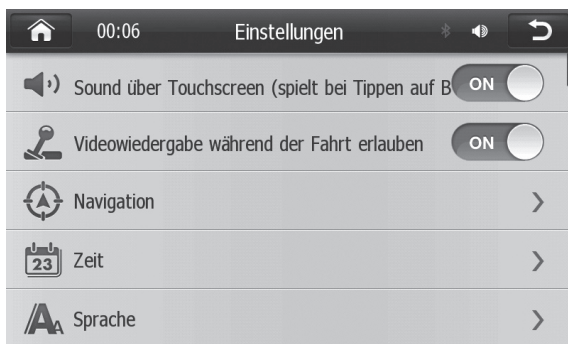 00:06 Einstellungen
Sound über Touchscreen (spielt bei Tippen auf B ON
Videowiedergabe während der Fahrt erlauben ON
Navigation
23 Zeit
AA Sprache